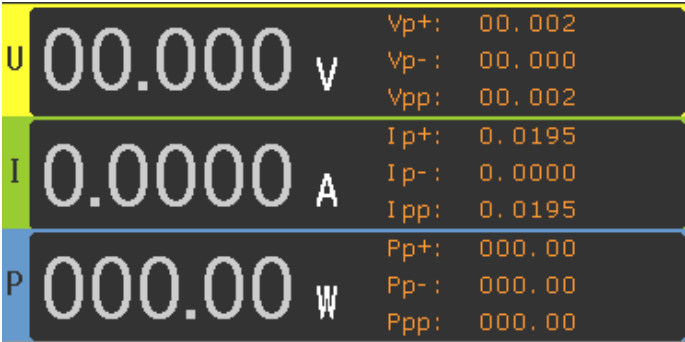 U 00.000 V
Vp+: 00.002
Vp-: 00.000
Vpp: 00.002
I 0.0000 A
Ip+: 0.0195
Ip-: 0.0000
Ipp: 0.0195
P 000.00 W
Pp+: 000.00
Pp-: 000.00
Ppp: 000.00